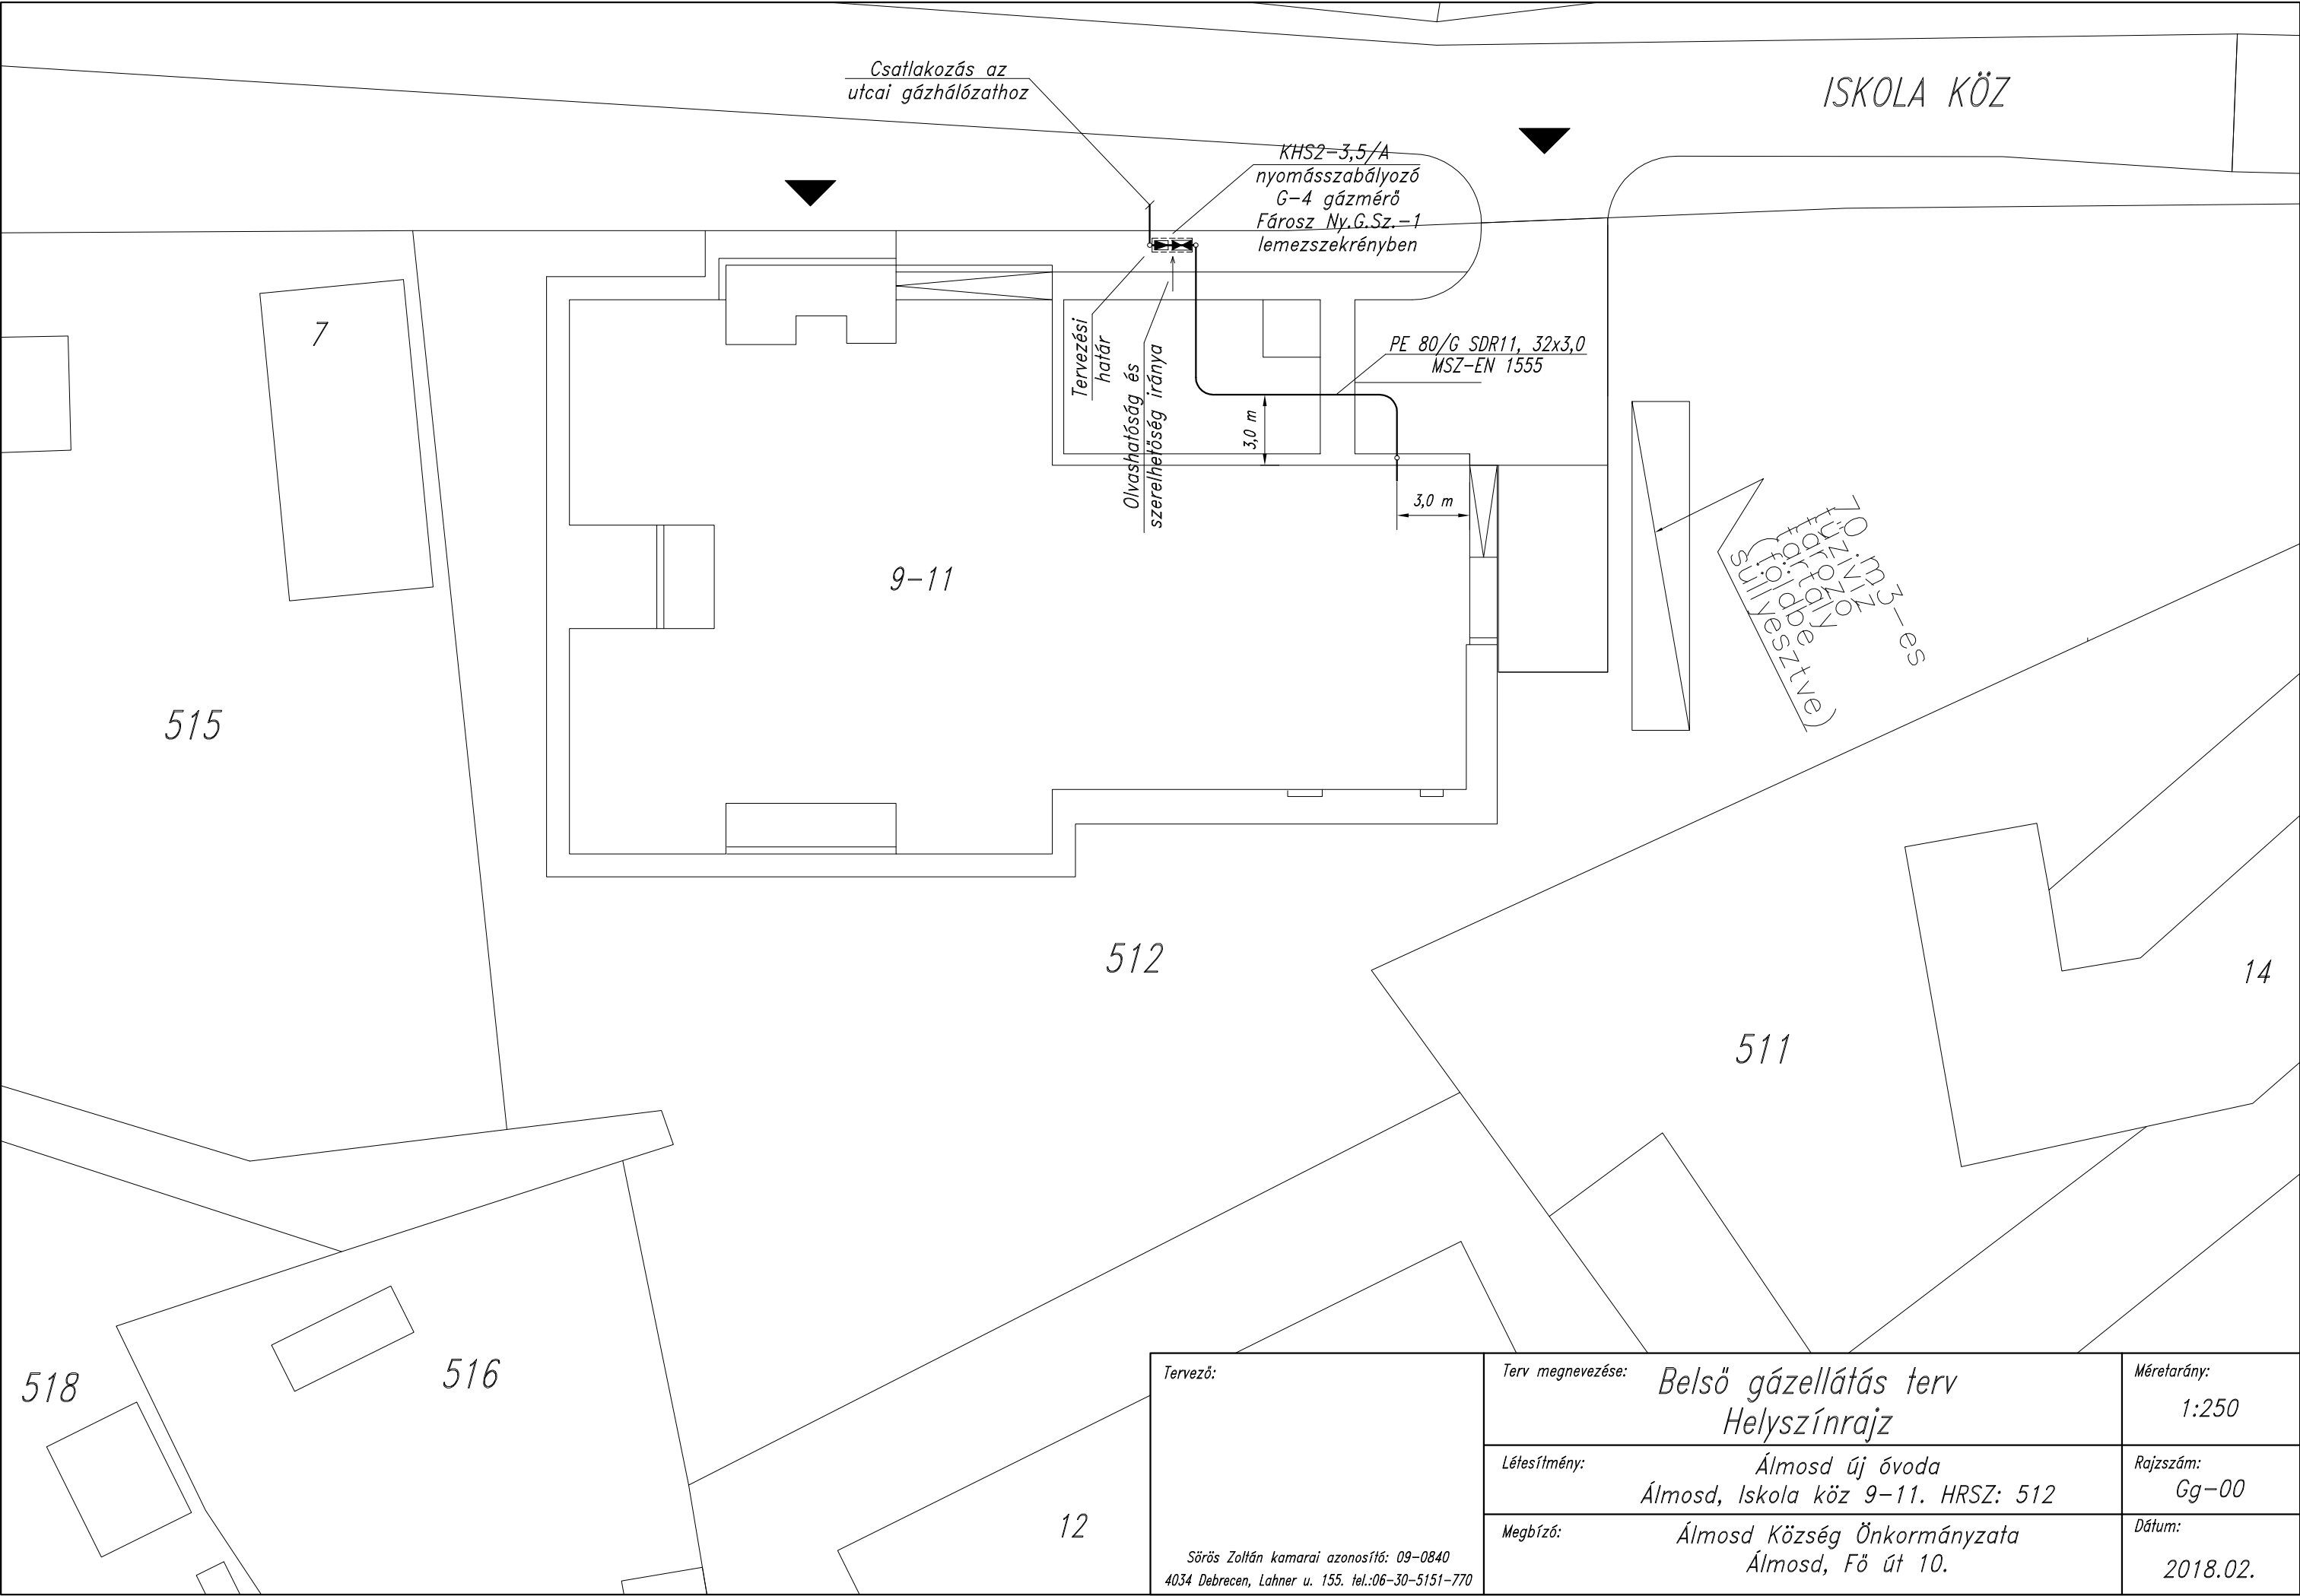 Csatlakozás az
utcai gázhálózathoz
ISKOLA KÖZ
KHS2-3,5/A
nyomásszabályozó
G-4 gázmérő
Fárosz Ny.G.Sz.-1
lemezszekrényben
Tervezési
határ
Olvashatóság és
szerelhetőség iránya
PE 80/G SDR11, 32x3,0
MSZ-EN 1555
3,0 m
3,0 m
7
9-11
70 m3-es
tüzivíz
tározó
tartály
(földbe
süllyesztve)
515
512
511
14
518
516
12
Tervező:
Sörös Zoltán kamarai azonosító: 09-0840
4034 Debrecen, Lahner u. 155. tel.:06-30-5151-770
Terv megnevezése:
Belső gázellátás terv
Helyszínrajz
Méretarány:
1:250
Létesítmény:
Álmosd új óvoda
Álmosd, Iskola köz 9-11. HRSZ: 512
Rajzszám:
Gg-00
Megbízó:
Álmosd Község Önkormányzata
Álmosd, Fő út 10.
Dátum:
2018.02.